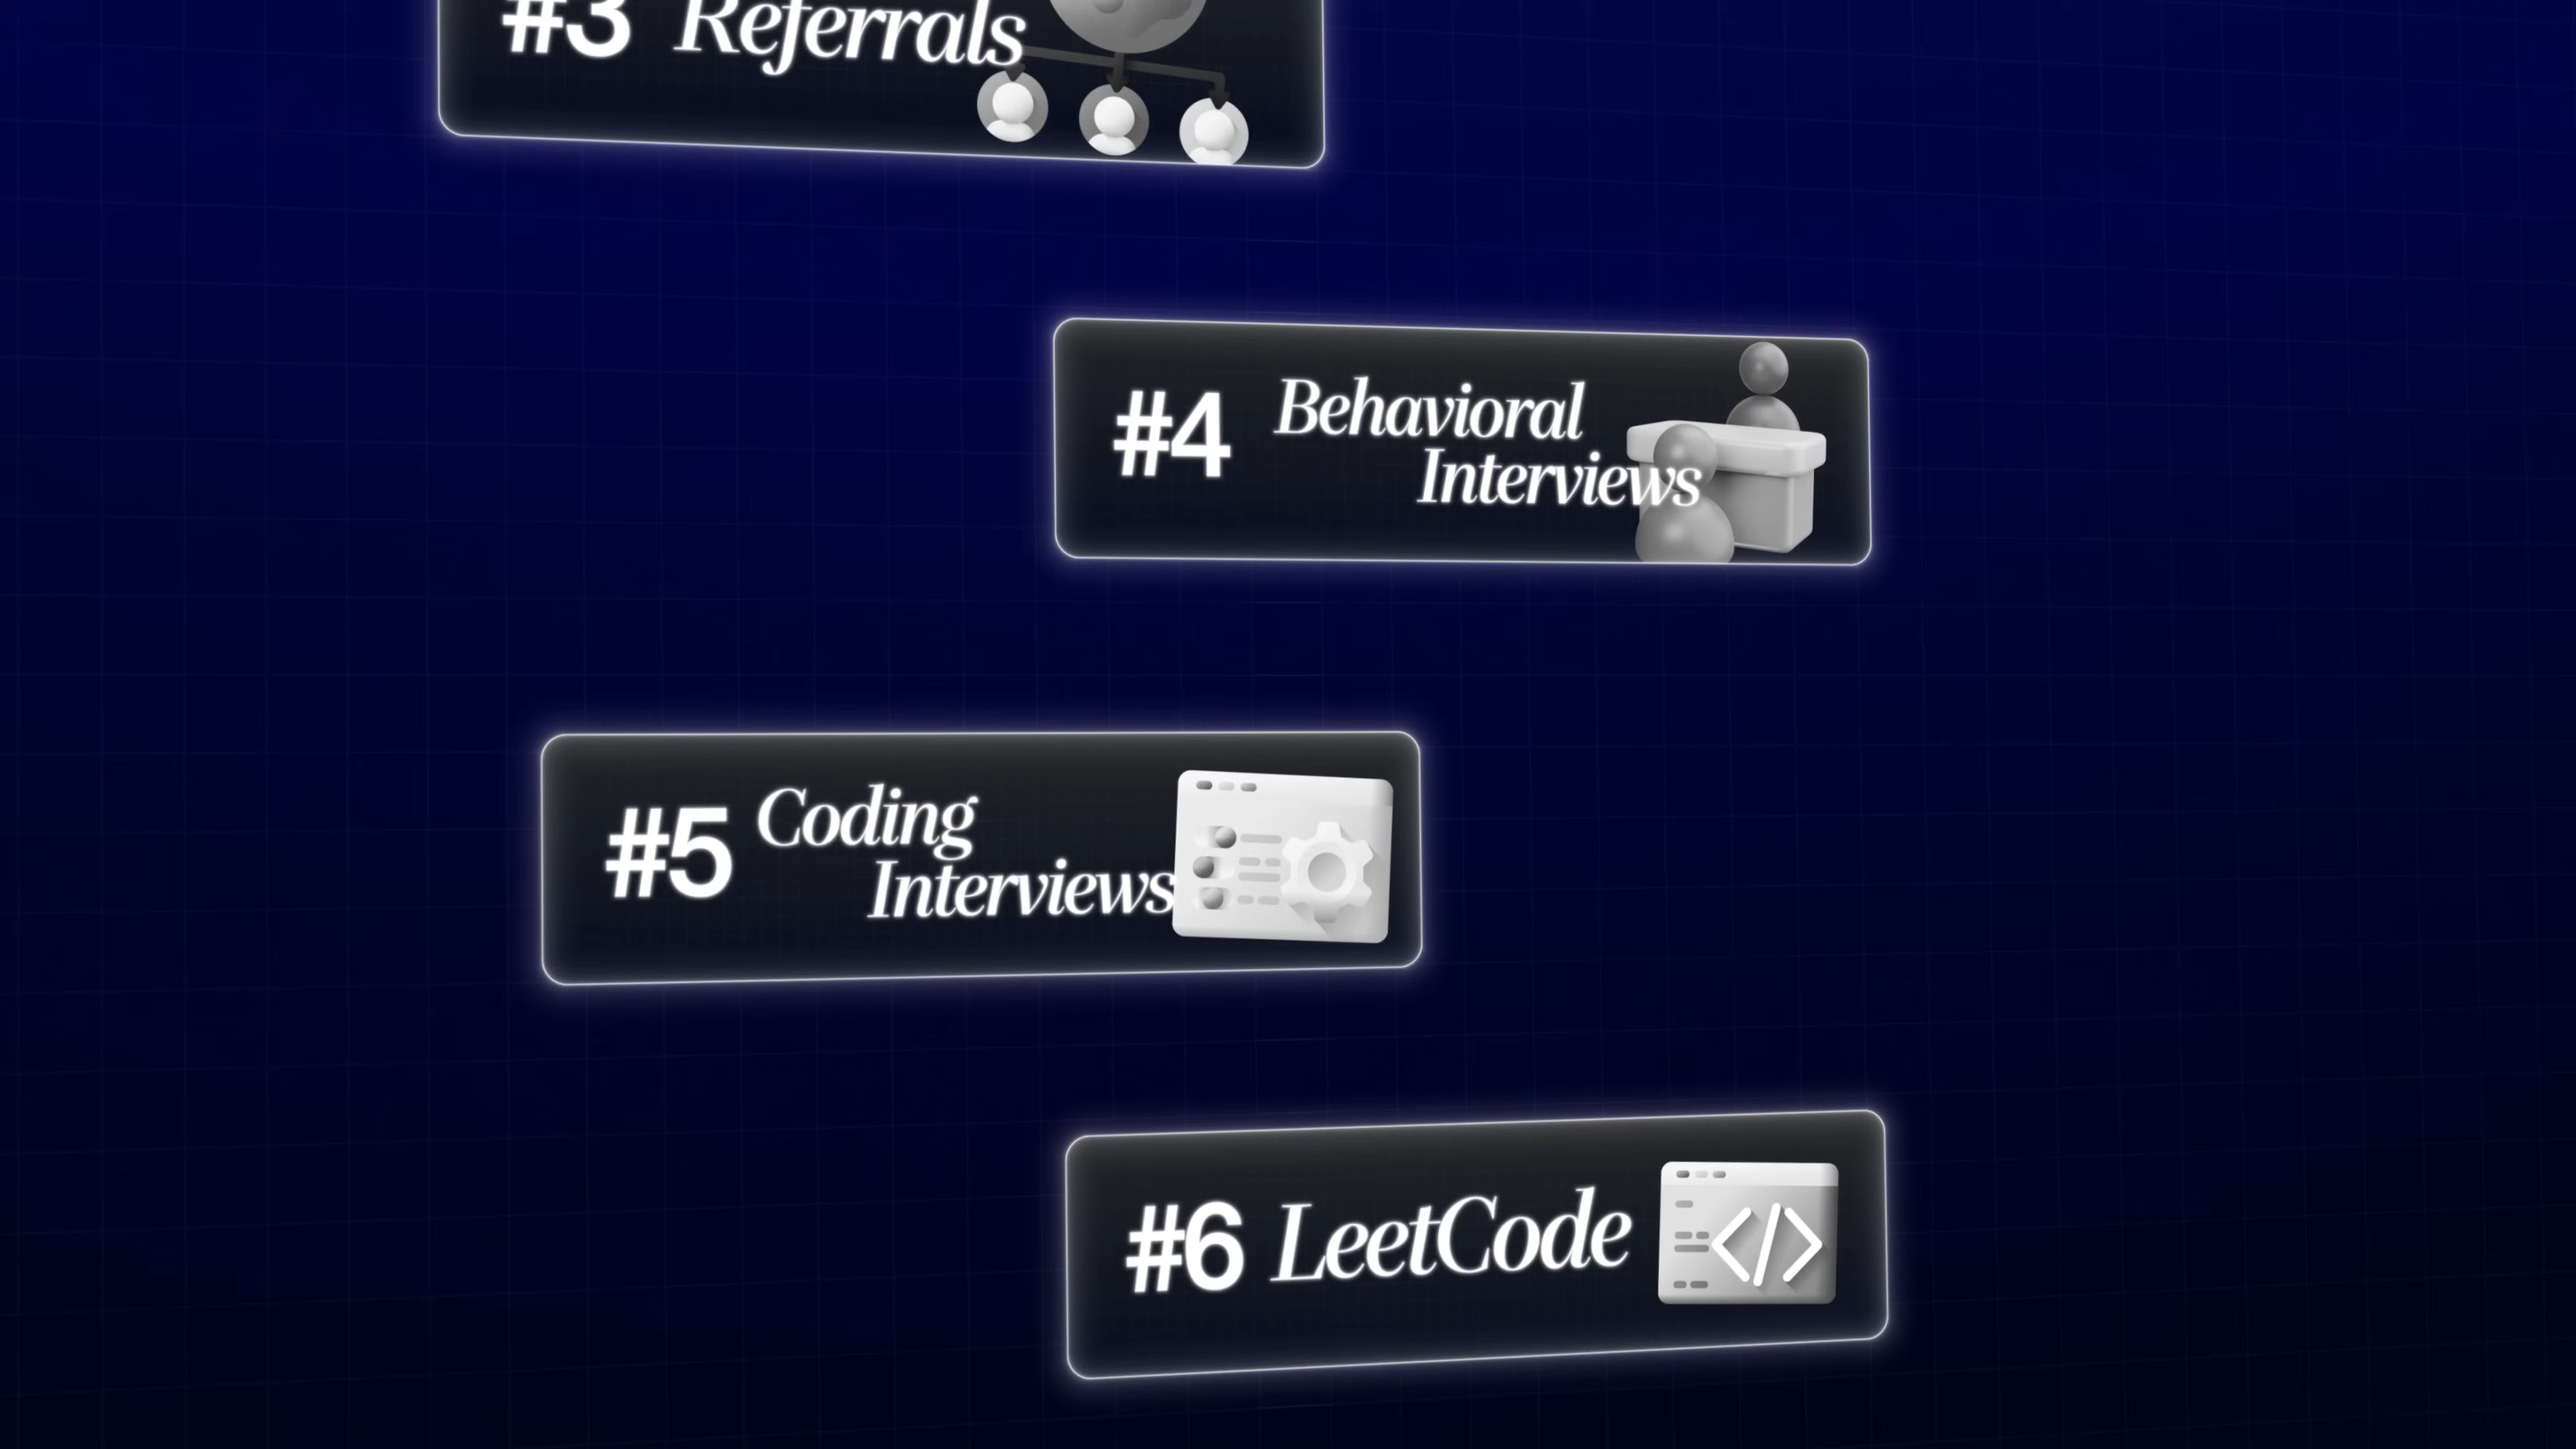 #3 Referrals
#4 Behavioral
Interviews
#5 Coding
Interviews
#6 LeetCode